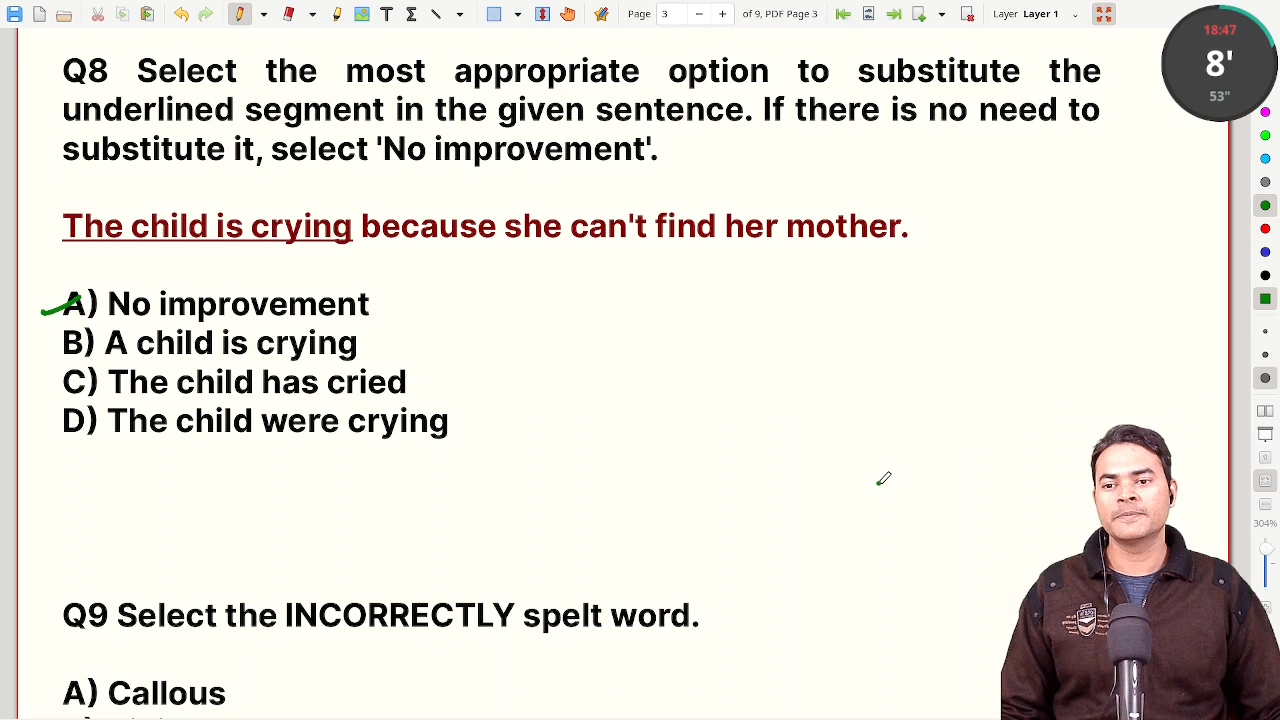 Page 3 of 9, PDF Page 3 Layer Layer 1
18:47
8'
53"
Q8 Select the most appropriate option to substitute the
underlined segment in the given sentence. If there is no need to
substitute it, select 'No improvement'.
The child is crying because she can't find her mother.
A) No improvement
B) A child is crying
C) The child has cried
D) The child were crying
304%
Q9 Select the INCORRECTLY spelt word.
A) Callous